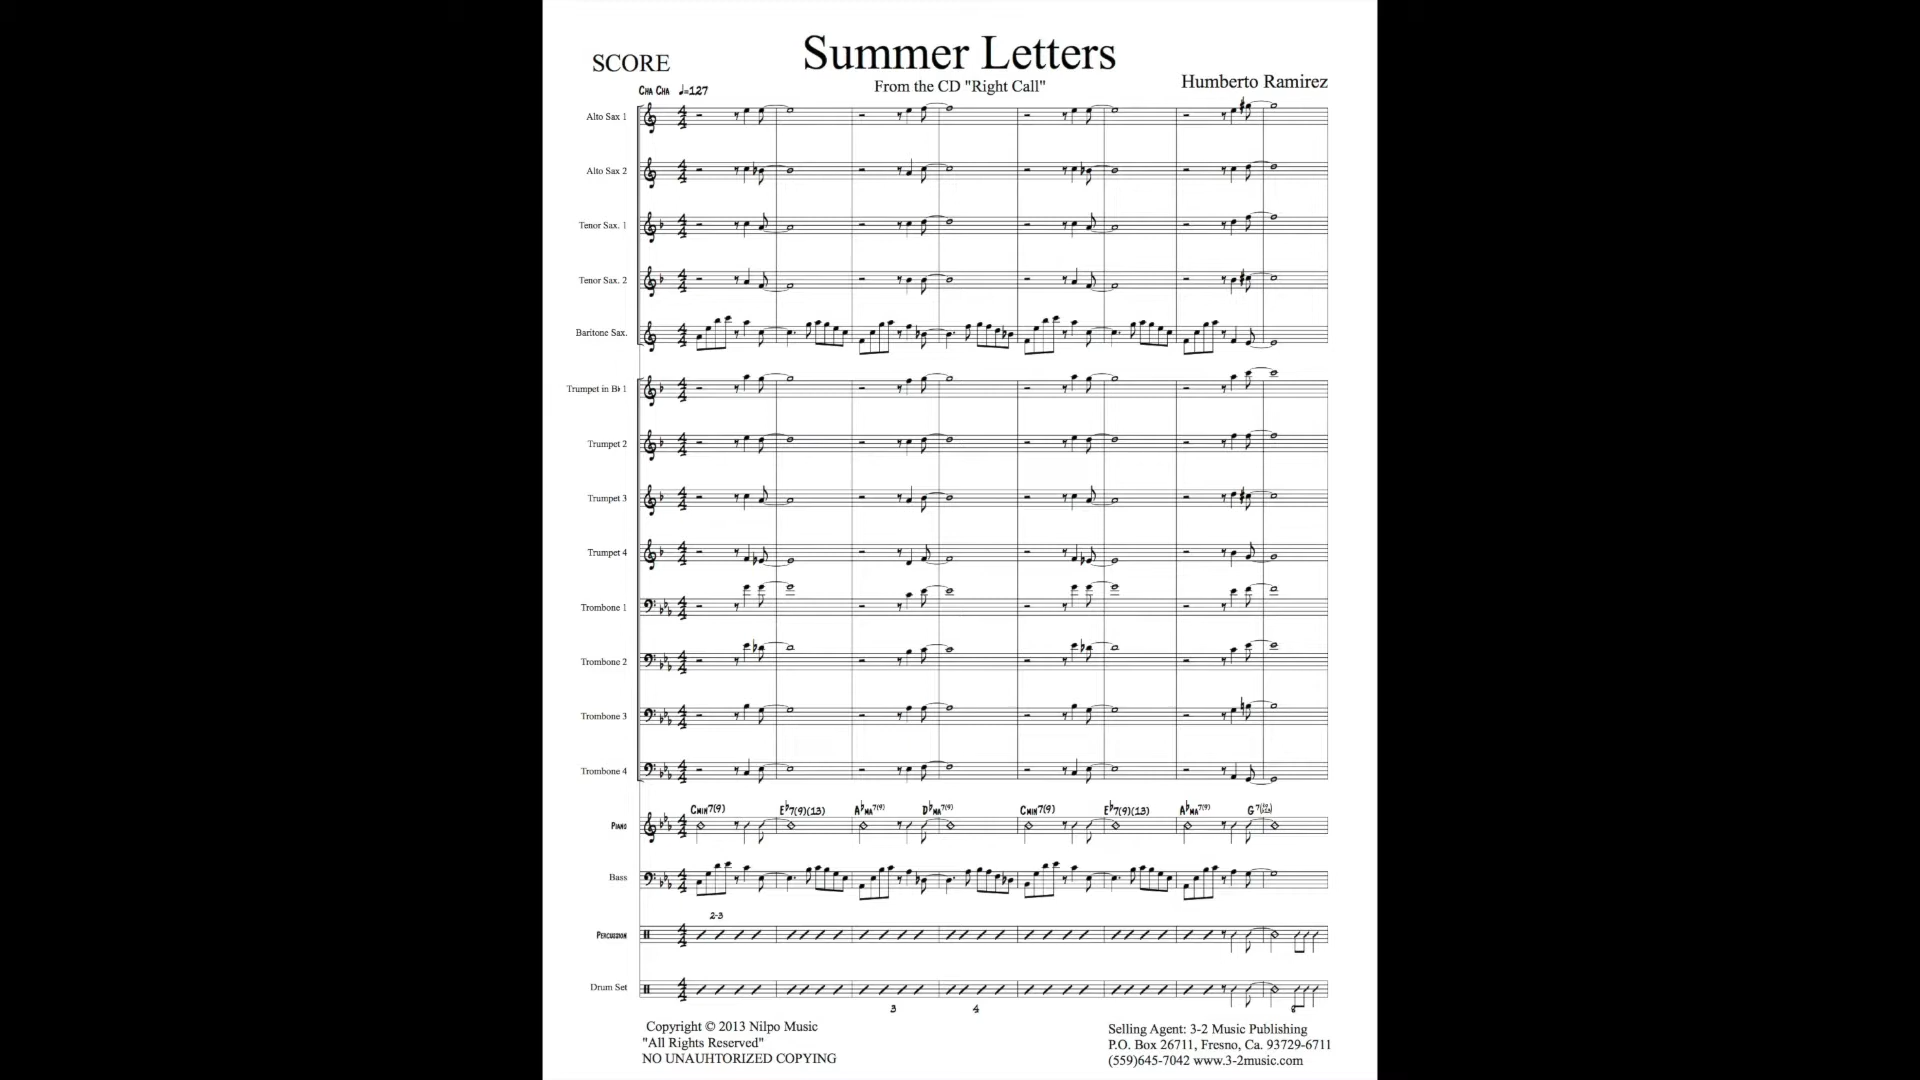 Summer Letters
SCORE
From the CD "Right Call"
Humberto Ramirez
CHA CHA ♩=127
Alto Sax 1
Alto Sax 2
Tenor Sax. 1
Tenor Sax. 2
Baritone Sax.
Trumpet in B♭ 1
Trumpet 2
Trumpet 3
Trumpet 4
Trombone 1
Trombone 2
Trombone 3
Trombone 4
CMIN7(9) E♭7(9)(13) A♭MA7(9) D♭MA7(9) CMIN7(9) E♭7(9)(13) A♭MA7(9) G7
PIANO
Bass
2-3
PERCUSSION
Drum Set
3 4 8
Copyright © 2013 Nilpo Music
"All Rights Reserved"
NO UNAUHTORIZED COPYING
Selling Agent: 3-2 Music Publishing
P.O. Box 26711, Fresno, Ca. 93729-6711
(559)645-7042 www.3-2music.com